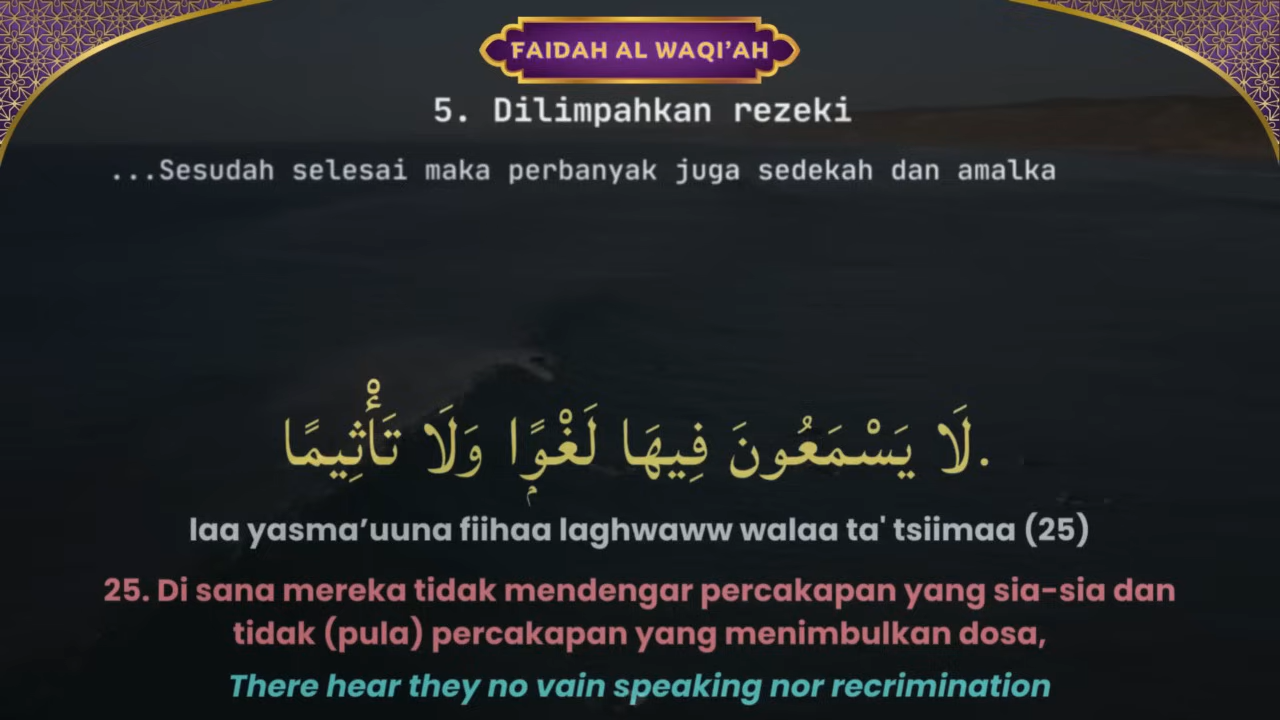 FAIDAH AL WAQI’AH
5. Dilimpahkan rezeki
...Sesudah selesai maka perbanyak juga sedekah dan amalka
لَا يَسْمَعُونَ فِيهَا لَغْوًۭا وَلَا تَأْثِيمًا.
laa yasma’uuna fiihaa laghwaww walaa ta' tsiimaa (25)
25. Di sana mereka tidak mendengar percakapan yang sia-sia dan
tidak (pula) percakapan yang menimbulkan dosa,
There hear they no vain speaking nor recrimination